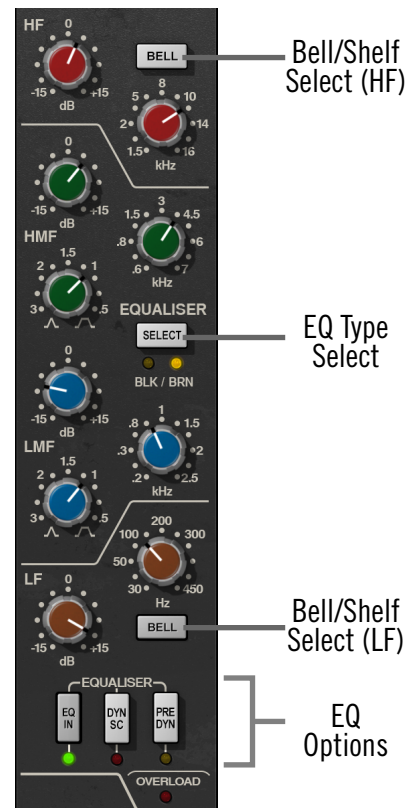 HF
0
-15
+15
dB
BELL
Bell/Shelf
Select (HF)
8
5
10
2
14
1.5
16
kHz
0
-15
+15
dB
HMF
3
1.5
4.5
.8
6
.6
7
kHz
1.5
2
1
3
.5
EQUALISER
SELECT
BLK / BRN
EQ Type
Select
0
-15
+15
dB
LMF
1
.8
1.5
.3
2
.2
2.5
kHz
1.5
2
1
3
.5
200
100
300
50
30
450
Hz
LF
0
-15
+15
dB
BELL
Bell/Shelf
Select (LF)
EQUALISER
EQ
IN
DYN
SC
PRE
DYN
EQ
Options
OVERLOAD